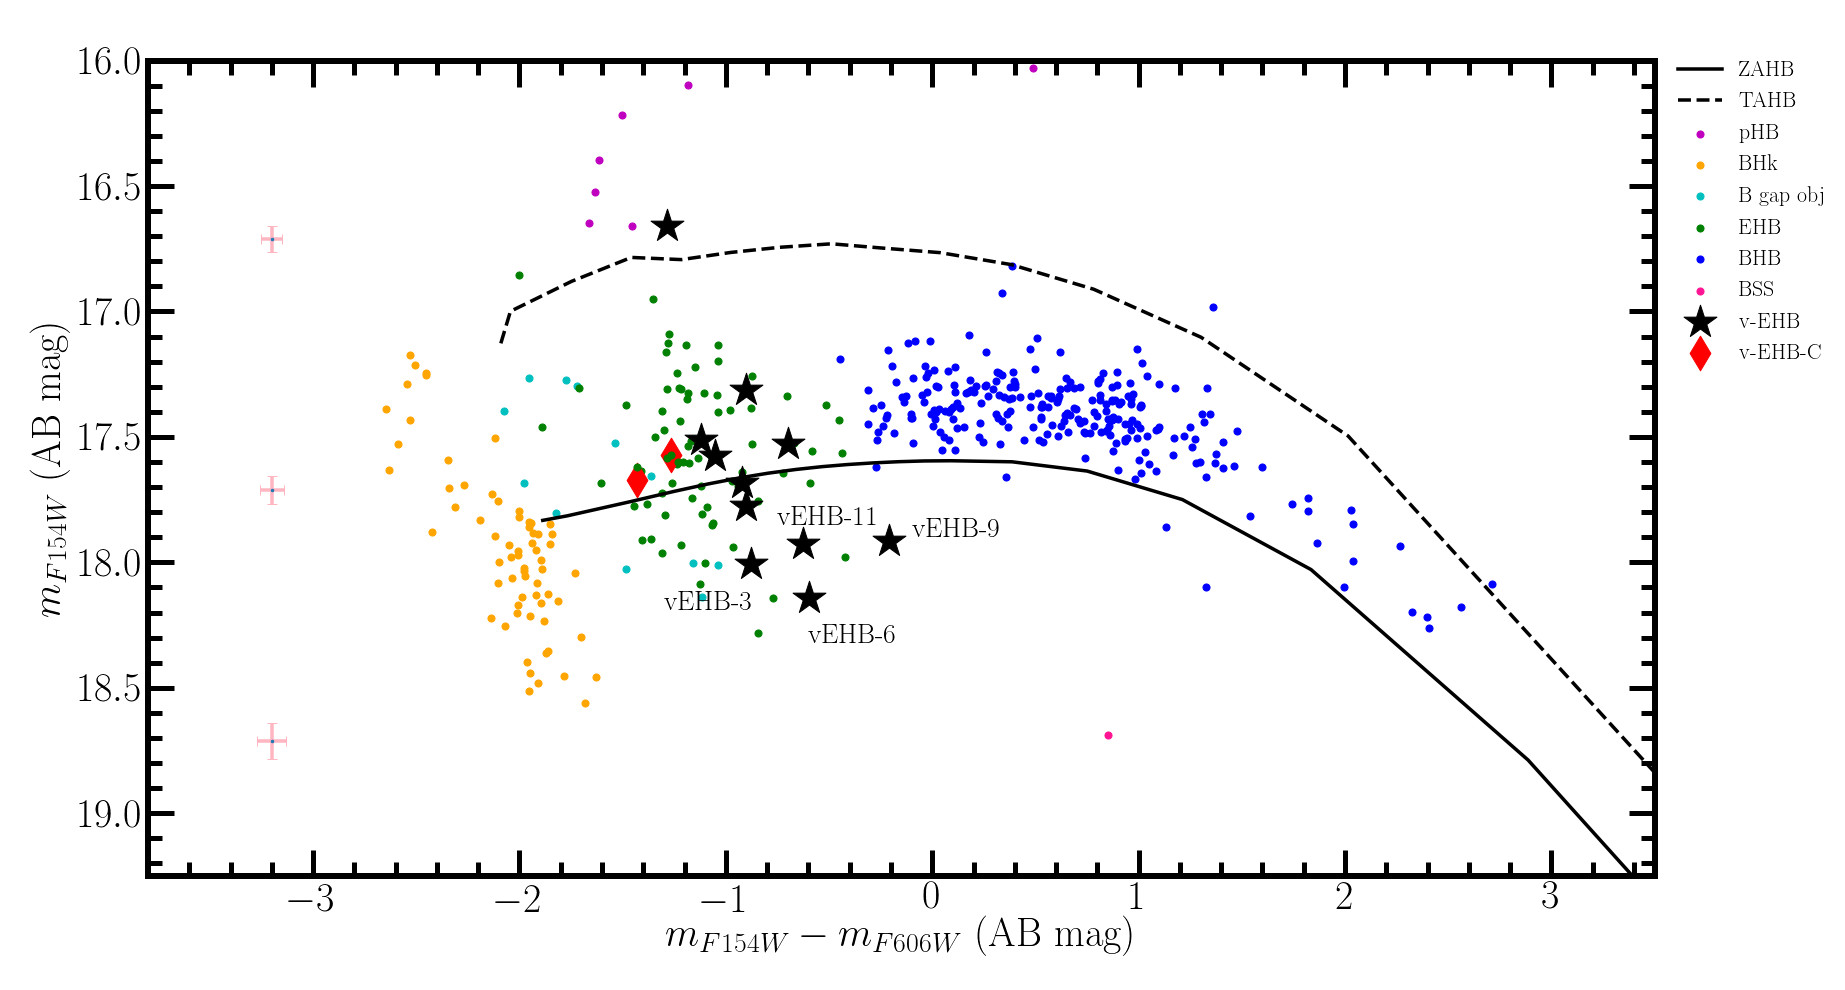 16.0
16.5
17.0
17.5
18.0
18.5
19.0
m_{F154W} (AB mag)
−3
−2
−1
0
1
2
3
m_{F154W} − m_{F606W} (AB mag)
vEHB-11
vEHB-9
vEHB-3
vEHB-6
ZAHB
TAHB
pHB
BHk
B gap obj
EHB
BHB
BSS
v-EHB
v-EHB-C